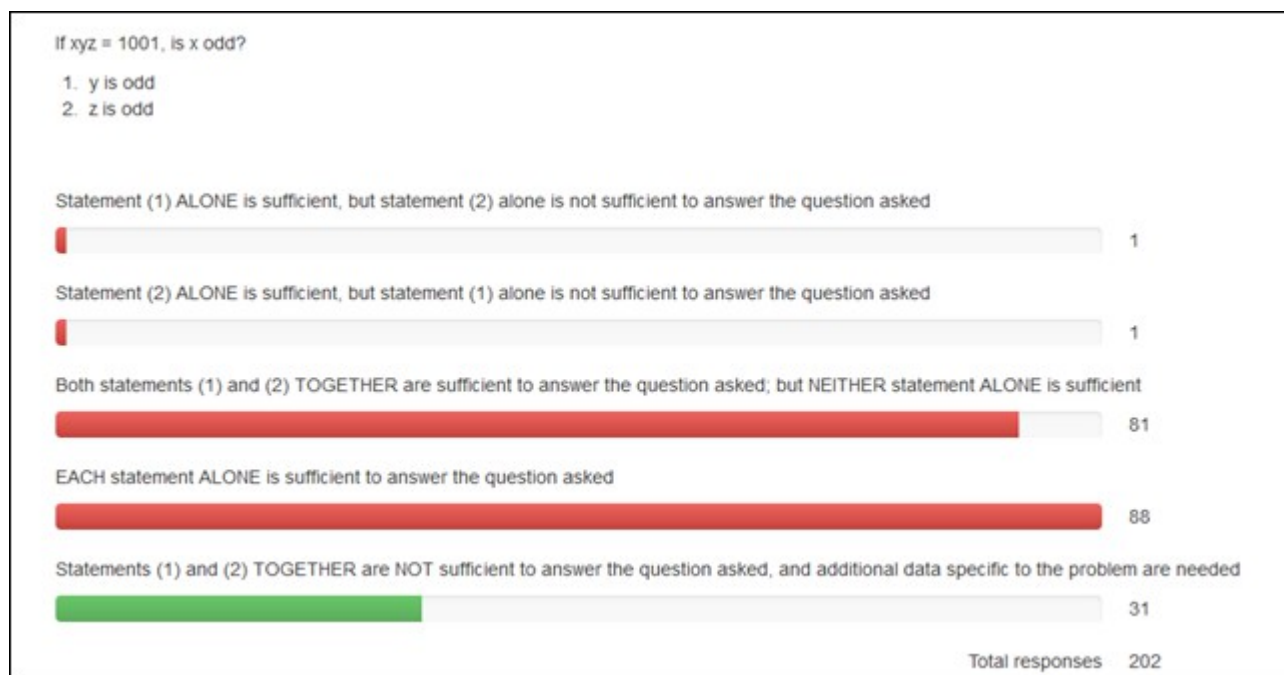 If xyz = 1001, is x odd?
1. y is odd
2. z is odd
Statement (1) ALONE is sufficient, but statement (2) alone is not sufficient to answer the question asked
1
Statement (2) ALONE is sufficient, but statement (1) alone is not sufficient to answer the question asked
1
Both statements (1) and (2) TOGETHER are sufficient to answer the question asked; but NEITHER statement ALONE is sufficient
81
EACH statement ALONE is sufficient to answer the question asked
88
Statements (1) and (2) TOGETHER are NOT sufficient to answer the question asked, and additional data specific to the problem are needed
31
Total responses 202